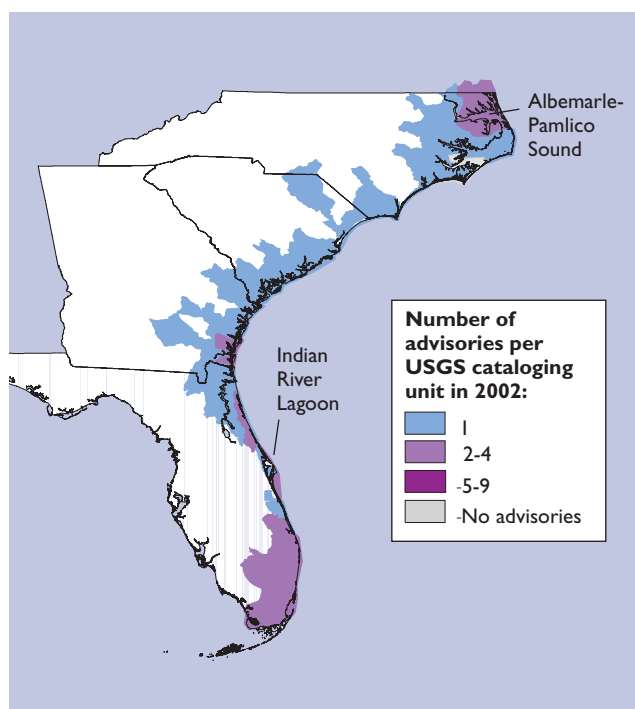 Albemarle-
Pamlico
Sound
Indian
River
Lagoon
Number of
advisories per
USGS cataloging
unit in 2002:
1
2-4
-5-9
-No advisories